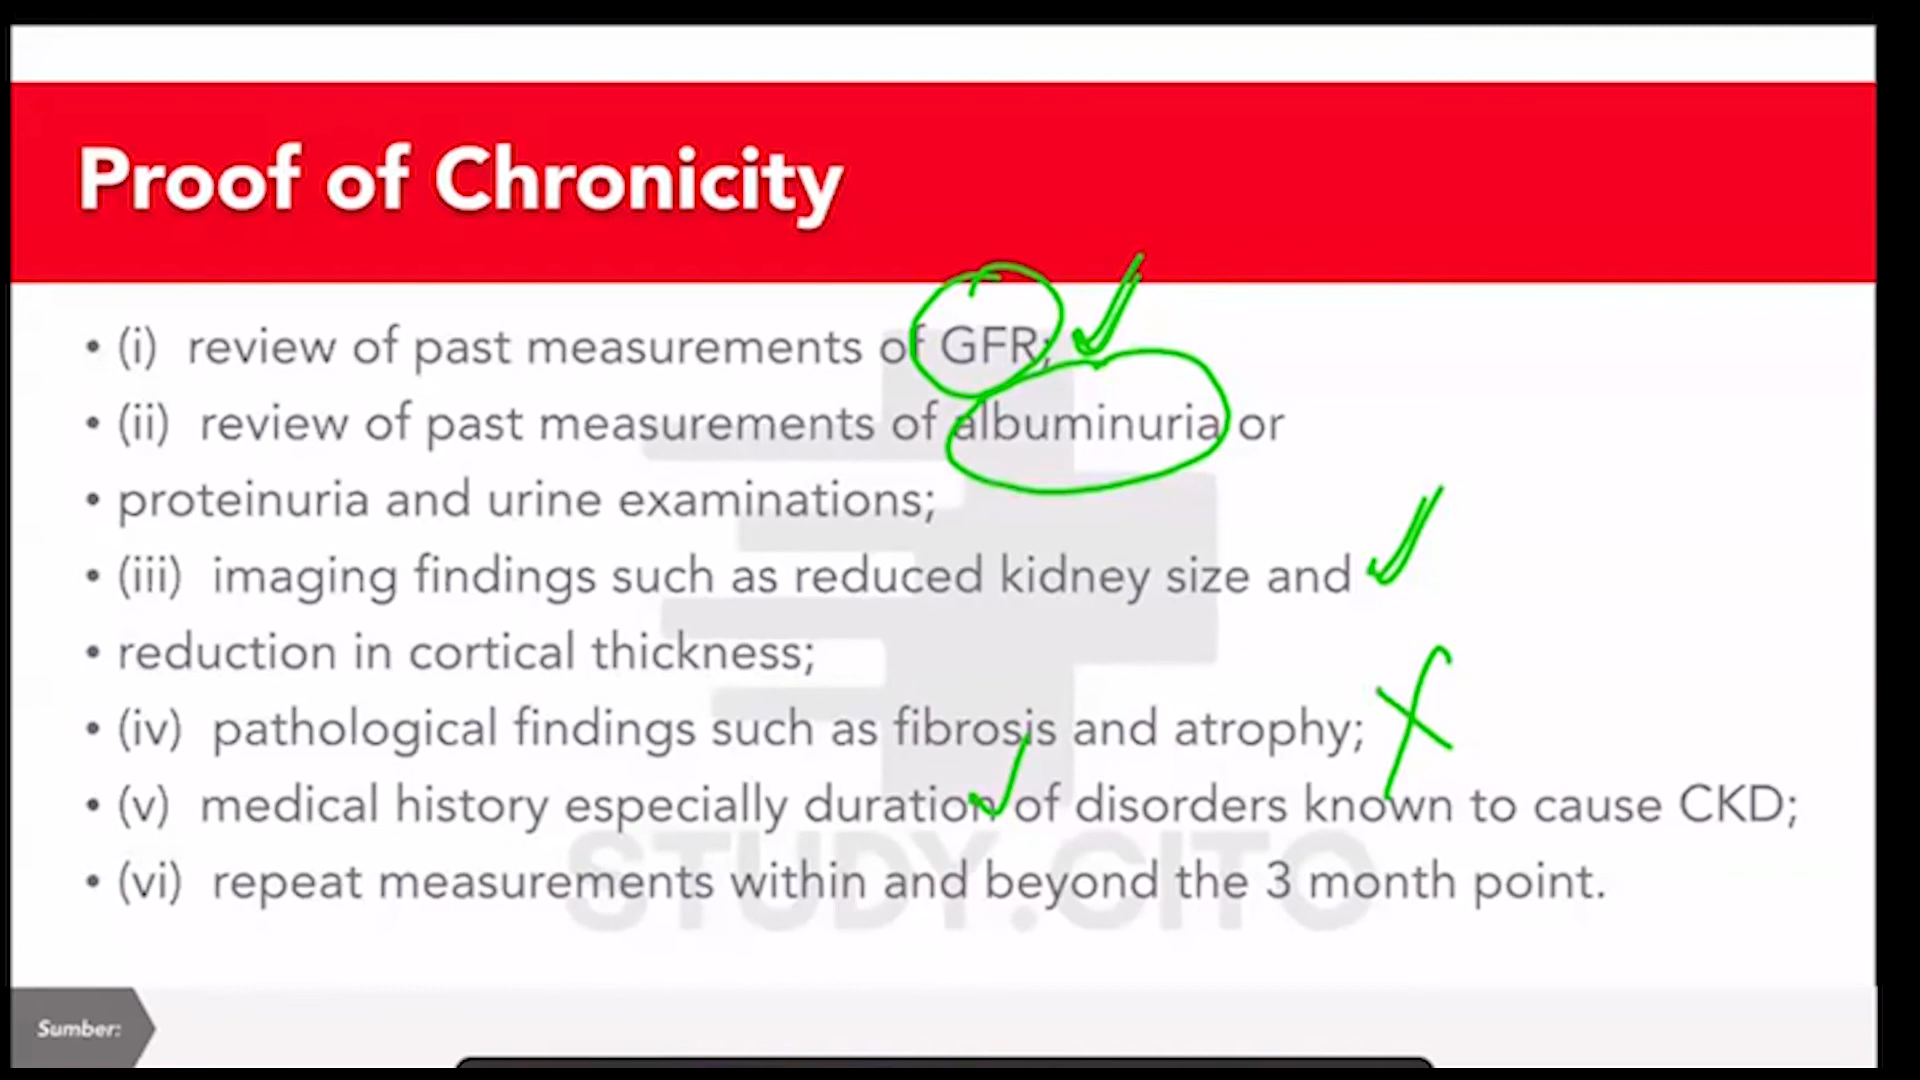 Proof of Chronicity
• (i) review of past measurements of GFR;
• (ii) review of past measurements of albuminuria or
• proteinuria and urine examinations;
• (iii) imaging findings such as reduced kidney size and
• reduction in cortical thickness;
• (iv) pathological findings such as fibrosis and atrophy;
• (v) medical history especially duration of disorders known to cause CKD;
• (vi) repeat measurements within and beyond the 3 month point.
STUDY.CITO
Sumber: